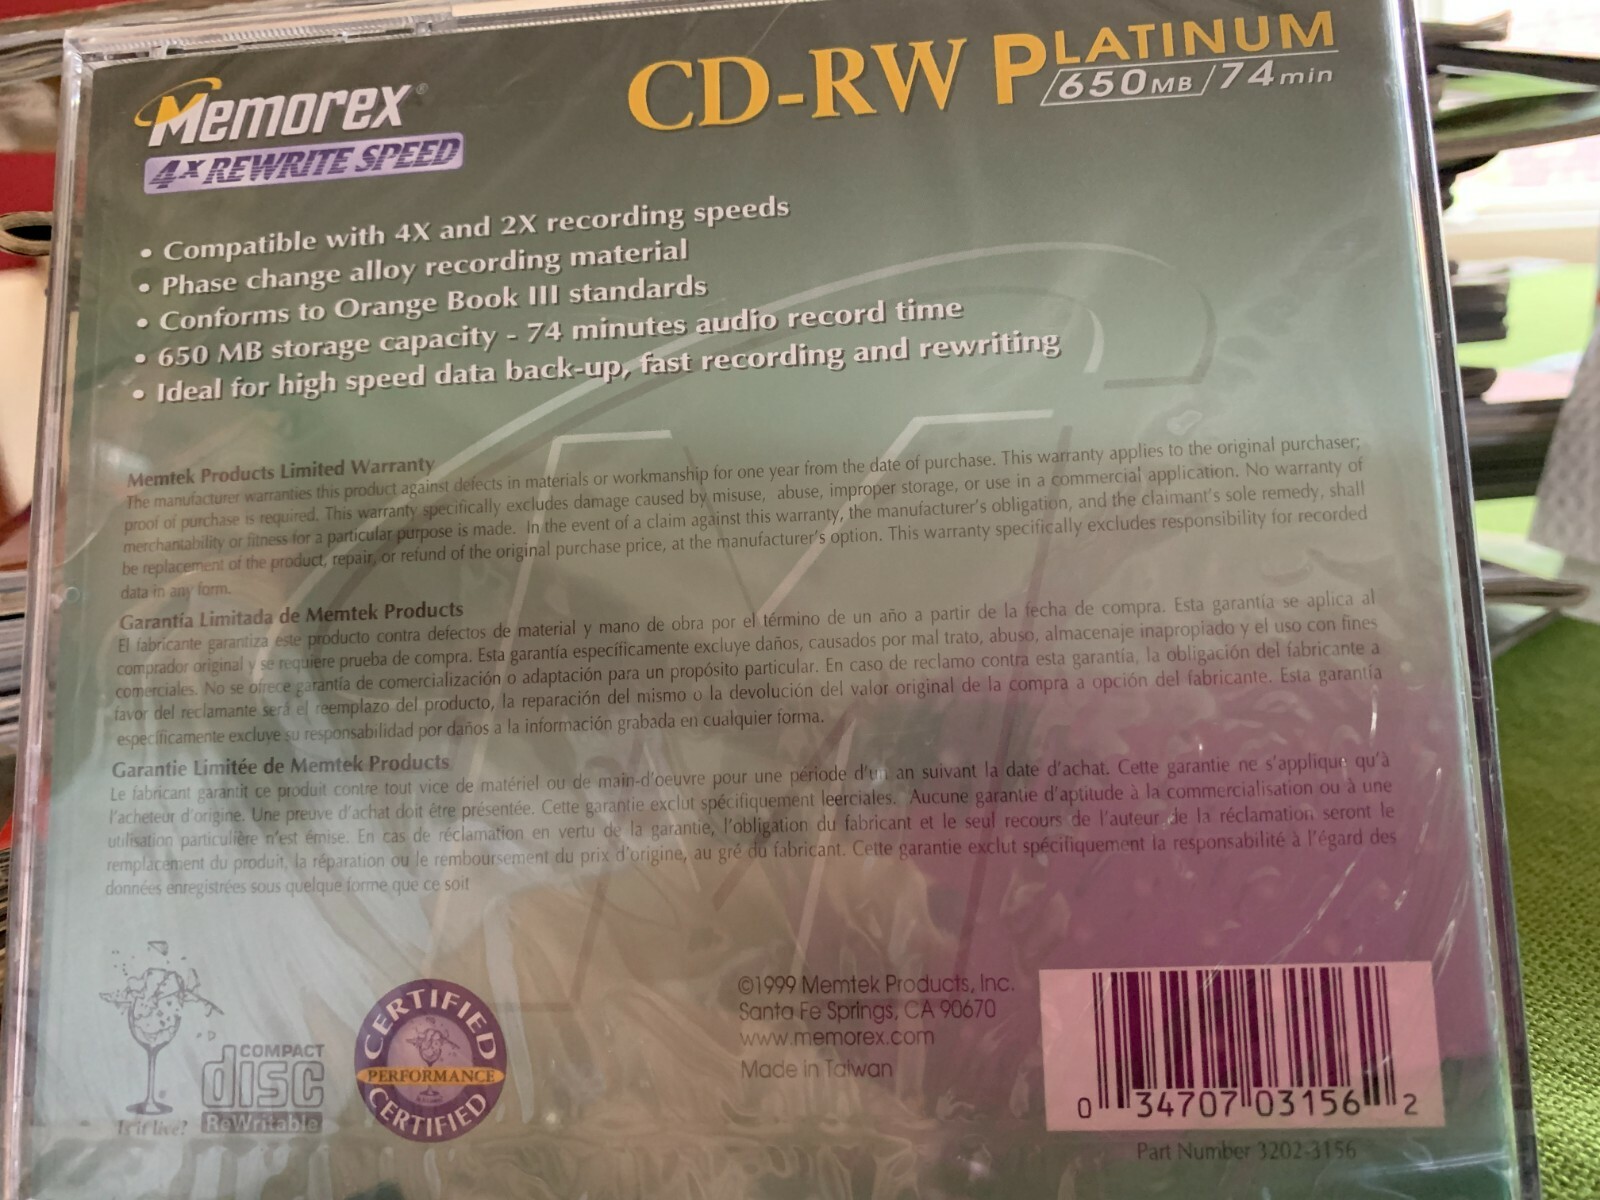 Memorex®
4X REWRITE SPEED
CD-RW PLATINUM
650MB/74min
• Compatible with 4X and 2X recording speeds
• Phase change alloy recording material
• Conforms to Orange Book III standards
• 650 MB storage capacity - 74 minutes audio record time
• Ideal for high speed data back-up, fast recording and rewriting
Memtek Products Limited Warranty
The manufacturer warranties this product against defects in materials or workmanship for one year from the date of purchase. This warranty applies to the original purchaser;
proof of purchase is required. This warranty specifically excludes damage caused by misuse, abuse, improper storage, or use in a commercial application. No warranty of
merchantability or fitness for a particular purpose is made. In the event of a claim against this warranty, the manufacturer's obligation, and the claimant's sole remedy, shall
be replacement of the product, repair, or refund of the original purchase price, at the manufacturer's option. This warranty specifically excludes responsibility for recorded
data in any form.
Garantía Limitada de Memtek Products
El fabricante garantiza este producto contra defectos de material y mano de obra por el término de un año a partir de la fecha de compra. Esta garantía se aplica al
comprador original y se requiere prueba de compra. Esta garantía específicamente excluye daños, causados por mal trato, abuso, almacenaje inapropiado y el uso con fines
comerciales. No se ofrece garantía de comercialización o adaptación para un propósito particular. En caso de reclamo contra esta garantía, la obligación del fabricante a
favor del reclamante será el reemplazo del producto, la reparación del mismo o la devolución del valor original de la compra a opción del fabricante. Esta garantía
específicamente excluye su responsabilidad por daños a la información grabada en cualquier forma.
Garantie Limitée de Memtek Products
Le fabricant garantit ce produit contre tout vice de matériel ou de main-d'oeuvre pour une période d'un an suivant la date d'achat. Cette garantie ne s'applique qu'à
l'acheteur d'origine. Une preuve d'achat doit être présentée. Cette garantie exclut spécifiquement leerciales. Aucune garantie d'aptitude à la commercialisation ou à une
utilisation particulière n'est émise. En cas de réclamation en vertu de la garantie, l'obligation du fabricant et le seul recours de l'auteur de la réclamation seront le
remplacement du produit, la réparation ou le remboursement du prix d'origine, au gré du fabricant. Cette garantie exclut spécifiquement la responsabilité à l'égard des
données enregistrées sous quelque forme que ce soit
Is it live?
COMPACT
disc
ReWritable
CERTIFIED
PERFORMANCE
CERTIFIED
©1999 Memtek Products, Inc.
Santa Fe Springs, CA 90670
www.memorex.com
Made in Taiwan
0 34707 03156 2
Part Number 3202-3156